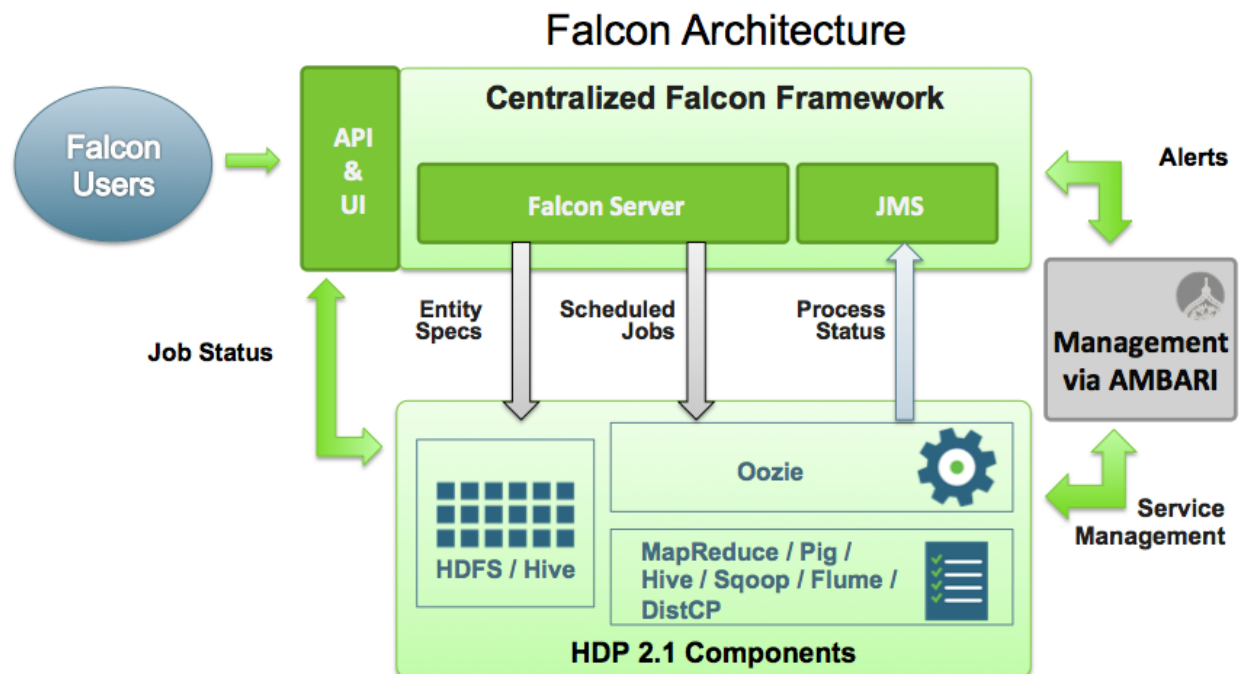 Falcon Architecture
Centralized Falcon Framework
Falcon
Users
API
&
UI
Falcon Server
JMS
Alerts
Entity
Specs
Scheduled
Jobs
Process
Status
Job Status
Management
via AMBARI
Oozie
HDFS / Hive
MapReduce / Pig /
Hive / Sqoop / Flume /
DistCP
Service
Management
HDP 2.1 Components